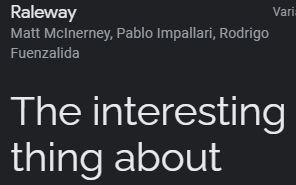 Raleway
Matt McInerney, Pablo Impallari, Rodrigo
Fuenzalida
The interesting
thing about